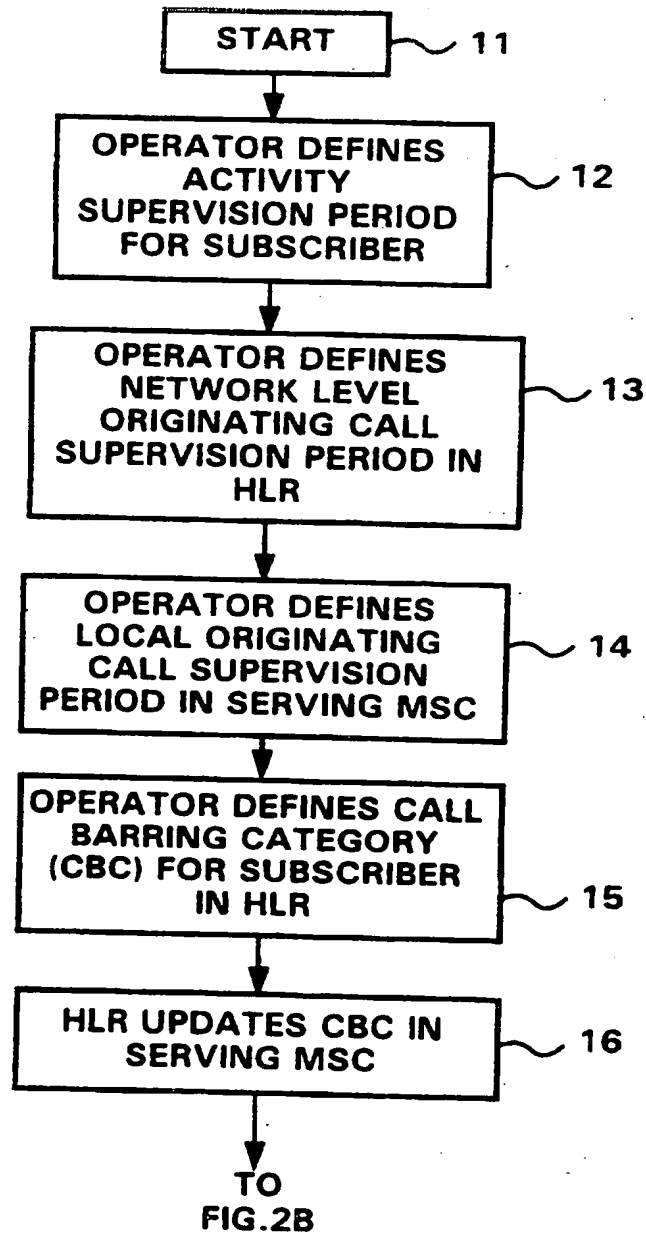 START
11
OPERATOR DEFINES
ACTIVITY
SUPERVISION PERIOD
FOR SUBSCRIBER
12
OPERATOR DEFINES
NETWORK LEVEL
ORIGINATING CALL
SUPERVISION PERIOD IN
HLR
13
OPERATOR DEFINES
LOCAL ORIGINATING
CALL SUPERVISION
PERIOD IN SERVING MSC
14
OPERATOR DEFINES CALL
BARRING CATEGORY
(CBC) FOR SUBSCRIBER
IN HLR
15
HLR UPDATES CBC IN
SERVING MSC
16
TO
FIG.2B